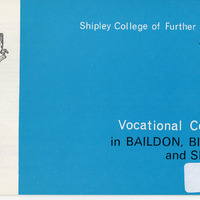 Shipley College of Further
Vocational Co
in BAILDON, BI
and S